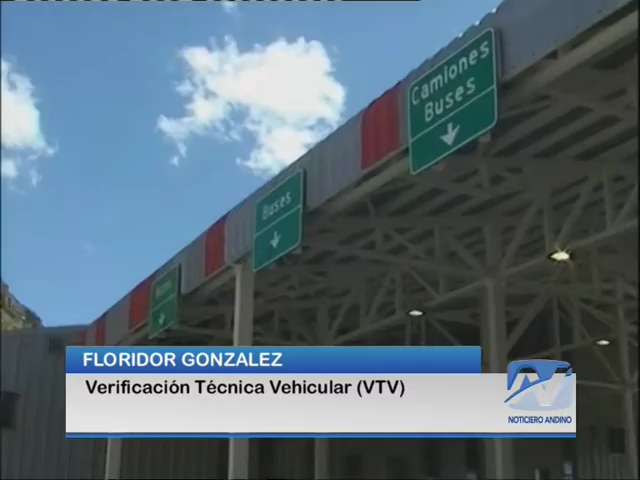 Camiones
Buses
Buses
FLORIDOR GONZALEZ
Verificación Técnica Vehicular (VTV)
NOTICIERO ANDINO